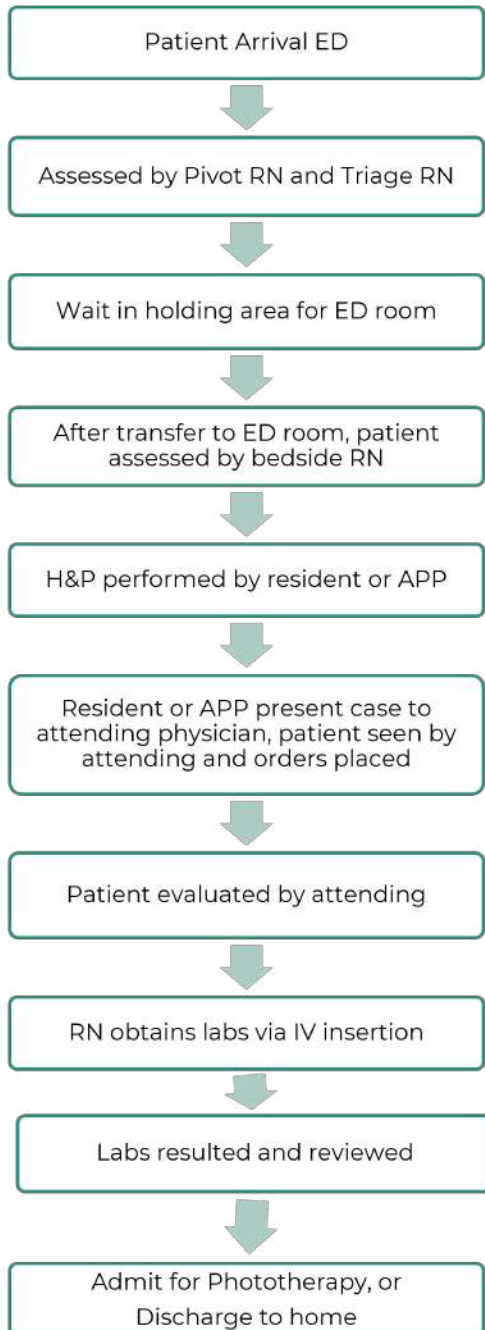 Patient Arrival ED
Assessed by Pivot RN and Triage RN
Wait in holding area for ED room
After transfer to ED room, patient
assessed by bedside RN
H&P performed by resident or APP
Resident or APP present case to
attending physician, patient seen by
attending and orders placed
Patient evaluated by attending
RN obtains labs via IV insertion
Labs resulted and reviewed
Admit for Phototherapy, or
Discharge to home